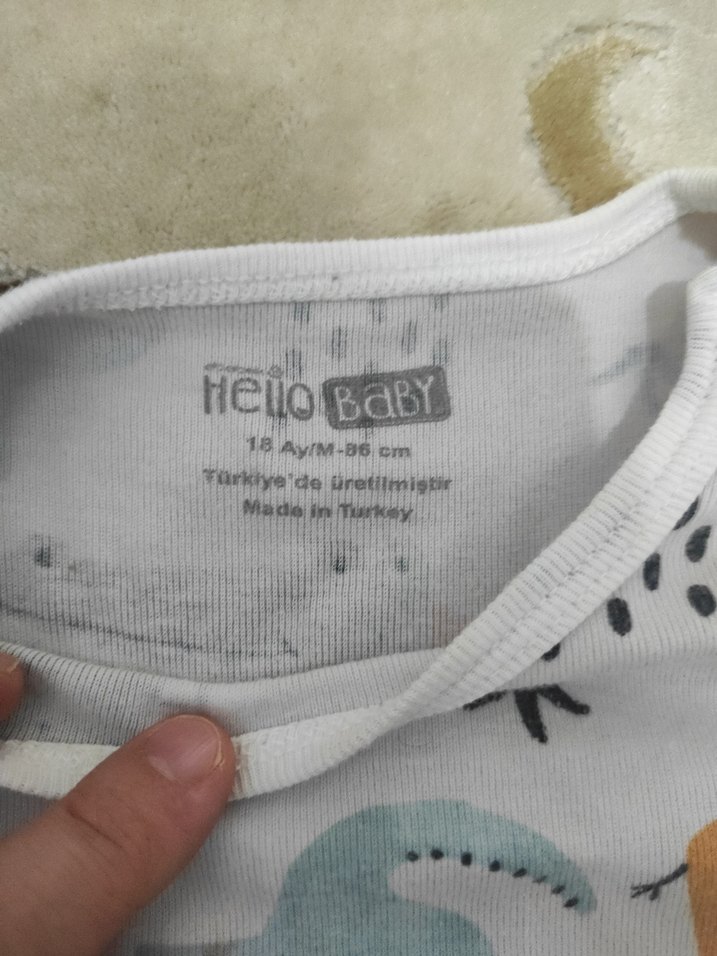 Hello BABY
18 Ay/M-86 cm
Türkiye'de üretilmiştir
Made in Turkey